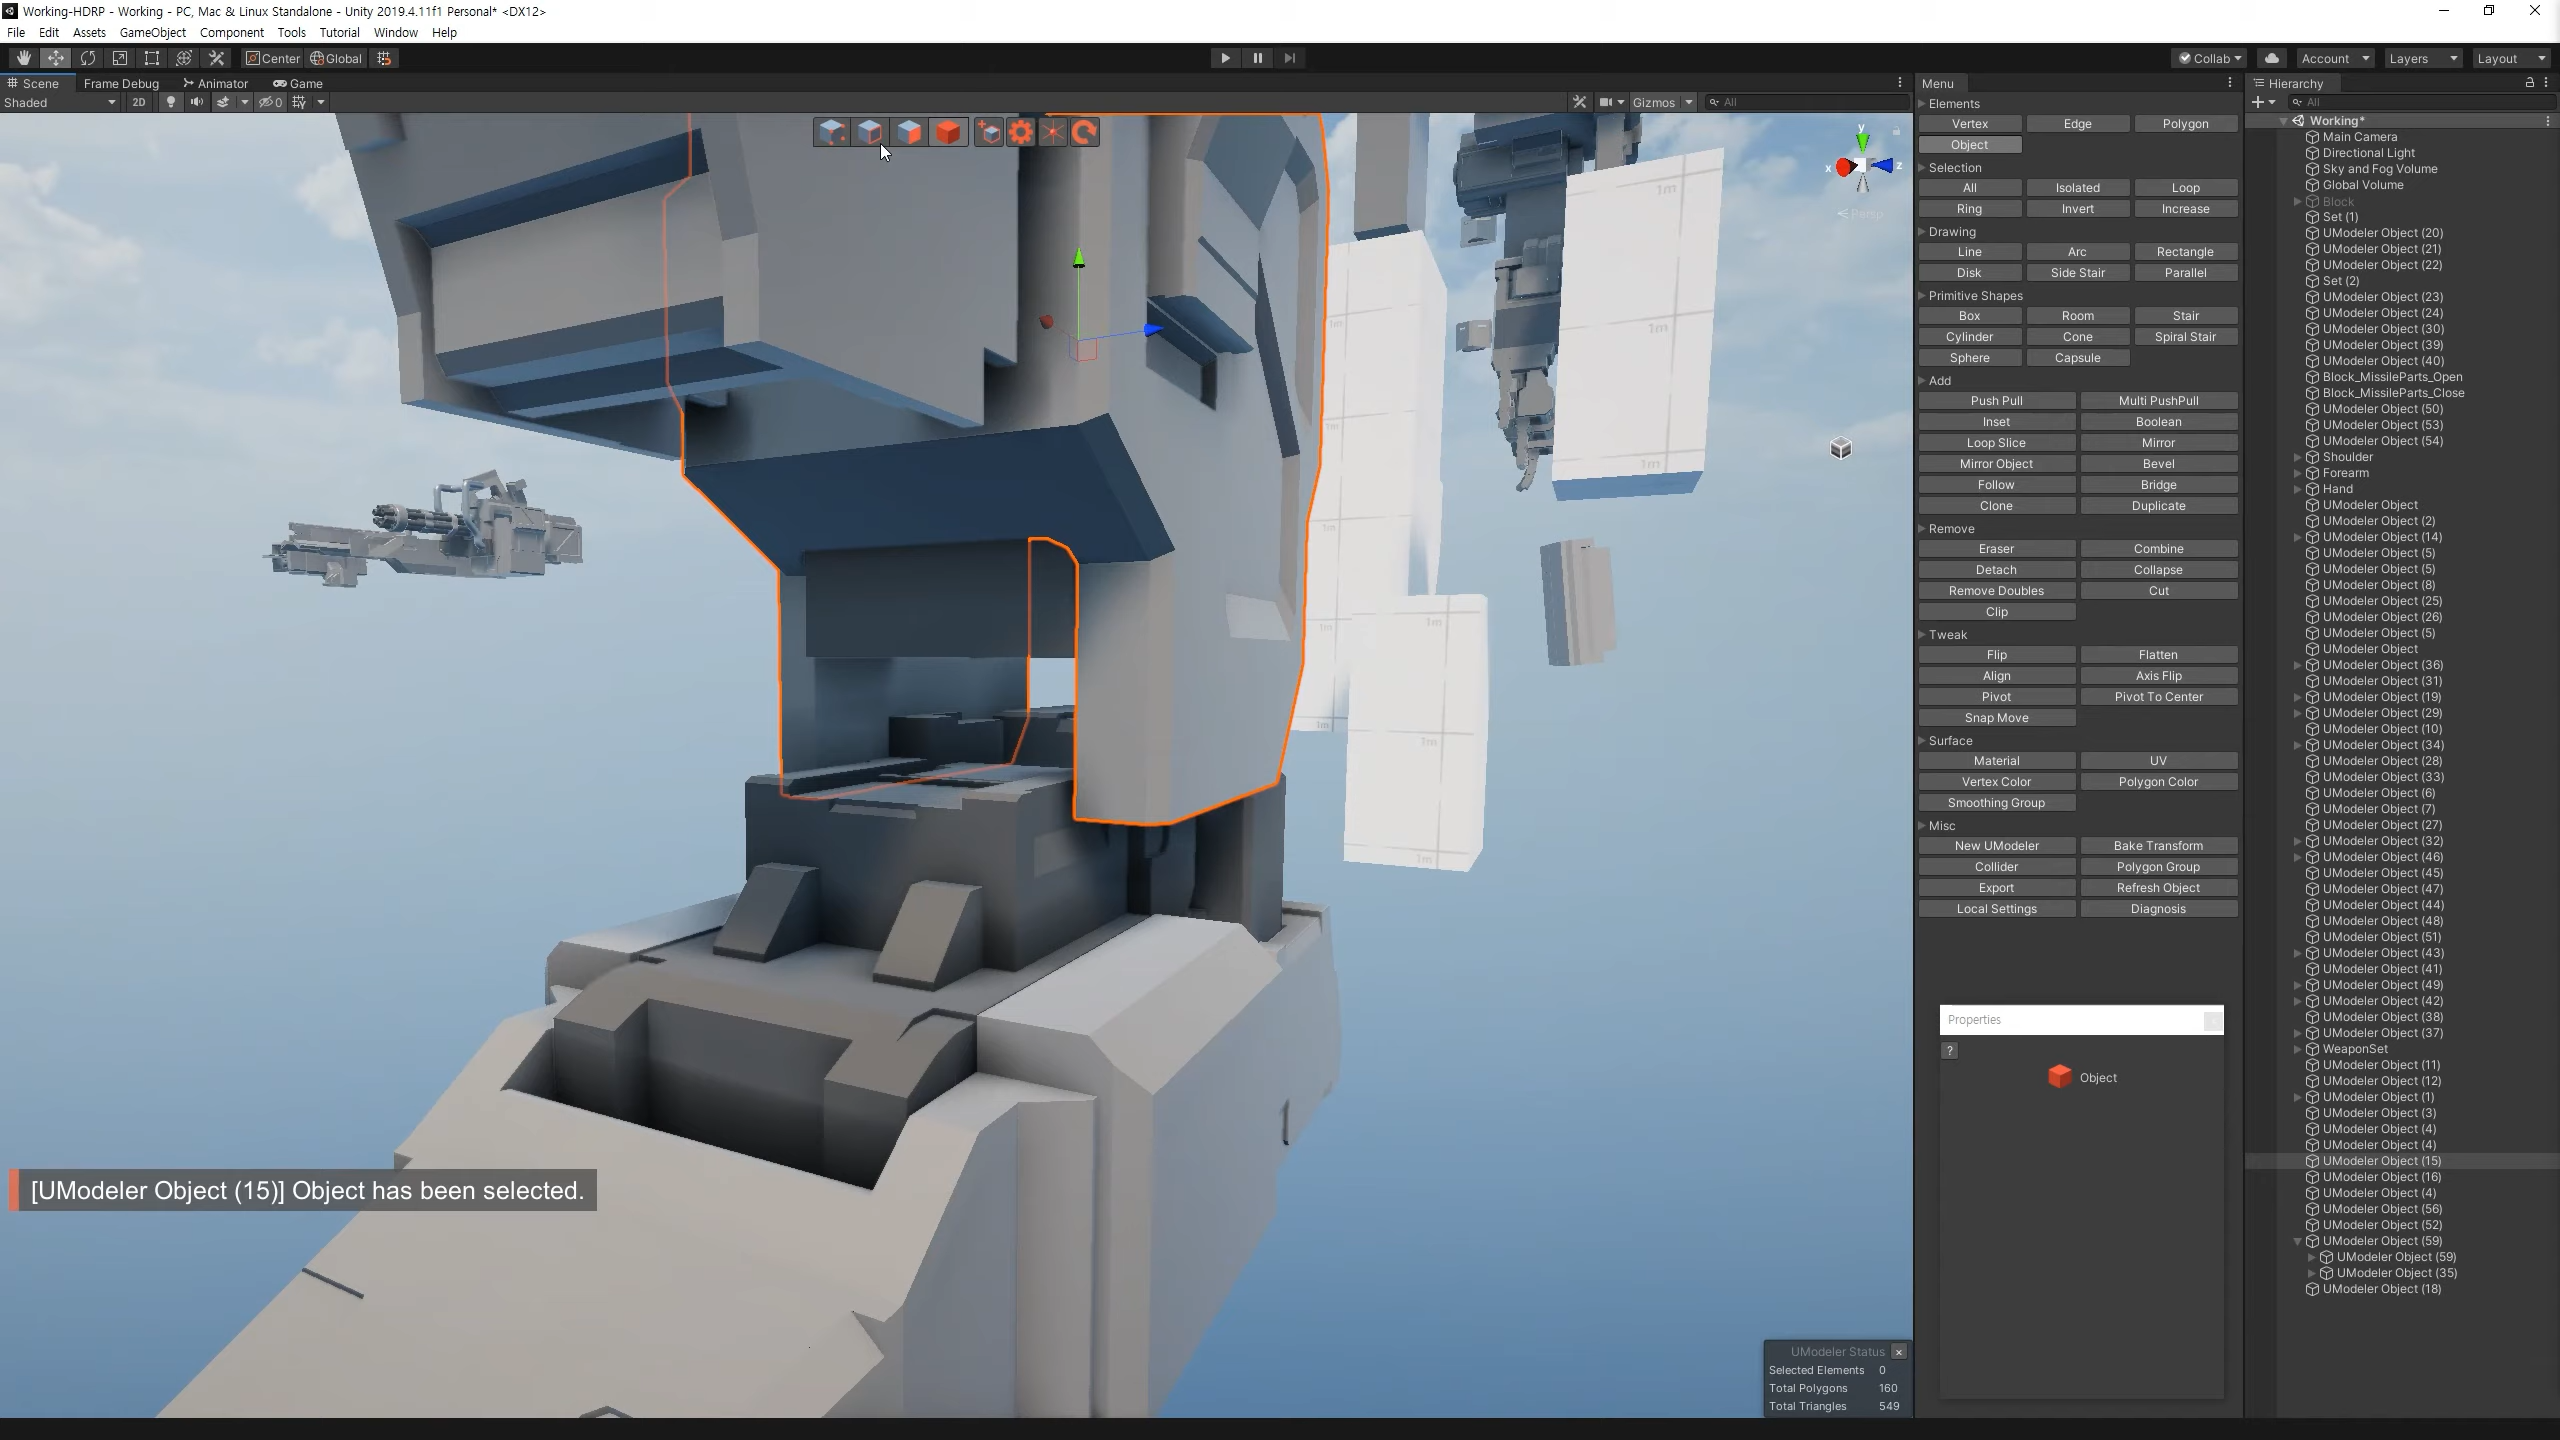 Working-HDRP - Working - PC, Mac & Linux Standalone - Unity 2019.4.11f1 Personal* <DX12>
File Edit Assets GameObject Component Tools Tutorial Window Help
Center Global
Collab Account Layers Layout
Scene Frame Debug Animator Game
Shaded 2D 0 Gizmos All
y
x
z
Persp
1m
1m
1m
1m
1m
1m
1m
1m
1m
1m
[UModeler Object (15)] Object has been selected.
UModeler Status
Selected Elements 0
Total Polygons 160
Total Triangles 549
Menu
Elements
Vertex Edge Polygon
Object
Selection
All Isolated Loop
Ring Invert Increase
Drawing
Line Arc Rectangle
Disk Side Stair Parallel
Primitive Shapes
Box Room Stair
Cylinder Cone Spiral Stair
Sphere Capsule
Add
Push Pull Multi PushPull
Inset Boolean
Loop Slice Mirror
Mirror Object Bevel
Follow Bridge
Clone Duplicate
Remove
Eraser Combine
Detach Collapse
Remove Doubles Cut
Clip
Tweak
Flip Flatten
Align Axis Flip
Pivot Pivot To Center
Snap Move
Surface
Material UV
Vertex Color Polygon Color
Smoothing Group
Misc
New UModeler Bake Transform
Collider Polygon Group
Export Refresh Object
Local Settings Diagnosis
Properties
?
Object
Hierarchy
All
Working*
Main Camera
Directional Light
Sky and Fog Volume
Global Volume
Block
Set (1)
UModeler Object (20)
UModeler Object (21)
UModeler Object (22)
Set (2)
UModeler Object (23)
UModeler Object (24)
UModeler Object (30)
UModeler Object (39)
UModeler Object (40)
Block_MissileParts_Open
Block_MissileParts_Close
UModeler Object (50)
UModeler Object (53)
UModeler Object (54)
Shoulder
Forearm
Hand
UModeler Object
UModeler Object (2)
UModeler Object (14)
UModeler Object (5)
UModeler Object (5)
UModeler Object (8)
UModeler Object (25)
UModeler Object (26)
UModeler Object (5)
UModeler Object
UModeler Object (36)
UModeler Object (31)
UModeler Object (19)
UModeler Object (29)
UModeler Object (10)
UModeler Object (34)
UModeler Object (28)
UModeler Object (33)
UModeler Object (6)
UModeler Object (7)
UModeler Object (27)
UModeler Object (32)
UModeler Object (46)
UModeler Object (45)
UModeler Object (47)
UModeler Object (44)
UModeler Object (48)
UModeler Object (51)
UModeler Object (43)
UModeler Object (41)
UModeler Object (49)
UModeler Object (42)
UModeler Object (38)
UModeler Object (37)
WeaponSet
UModeler Object (11)
UModeler Object (12)
UModeler Object (1)
UModeler Object (3)
UModeler Object (4)
UModeler Object (4)
UModeler Object (15)
UModeler Object (16)
UModeler Object (4)
UModeler Object (56)
UModeler Object (52)
UModeler Object (59)
UModeler Object (59)
UModeler Object (35)
UModeler Object (18)